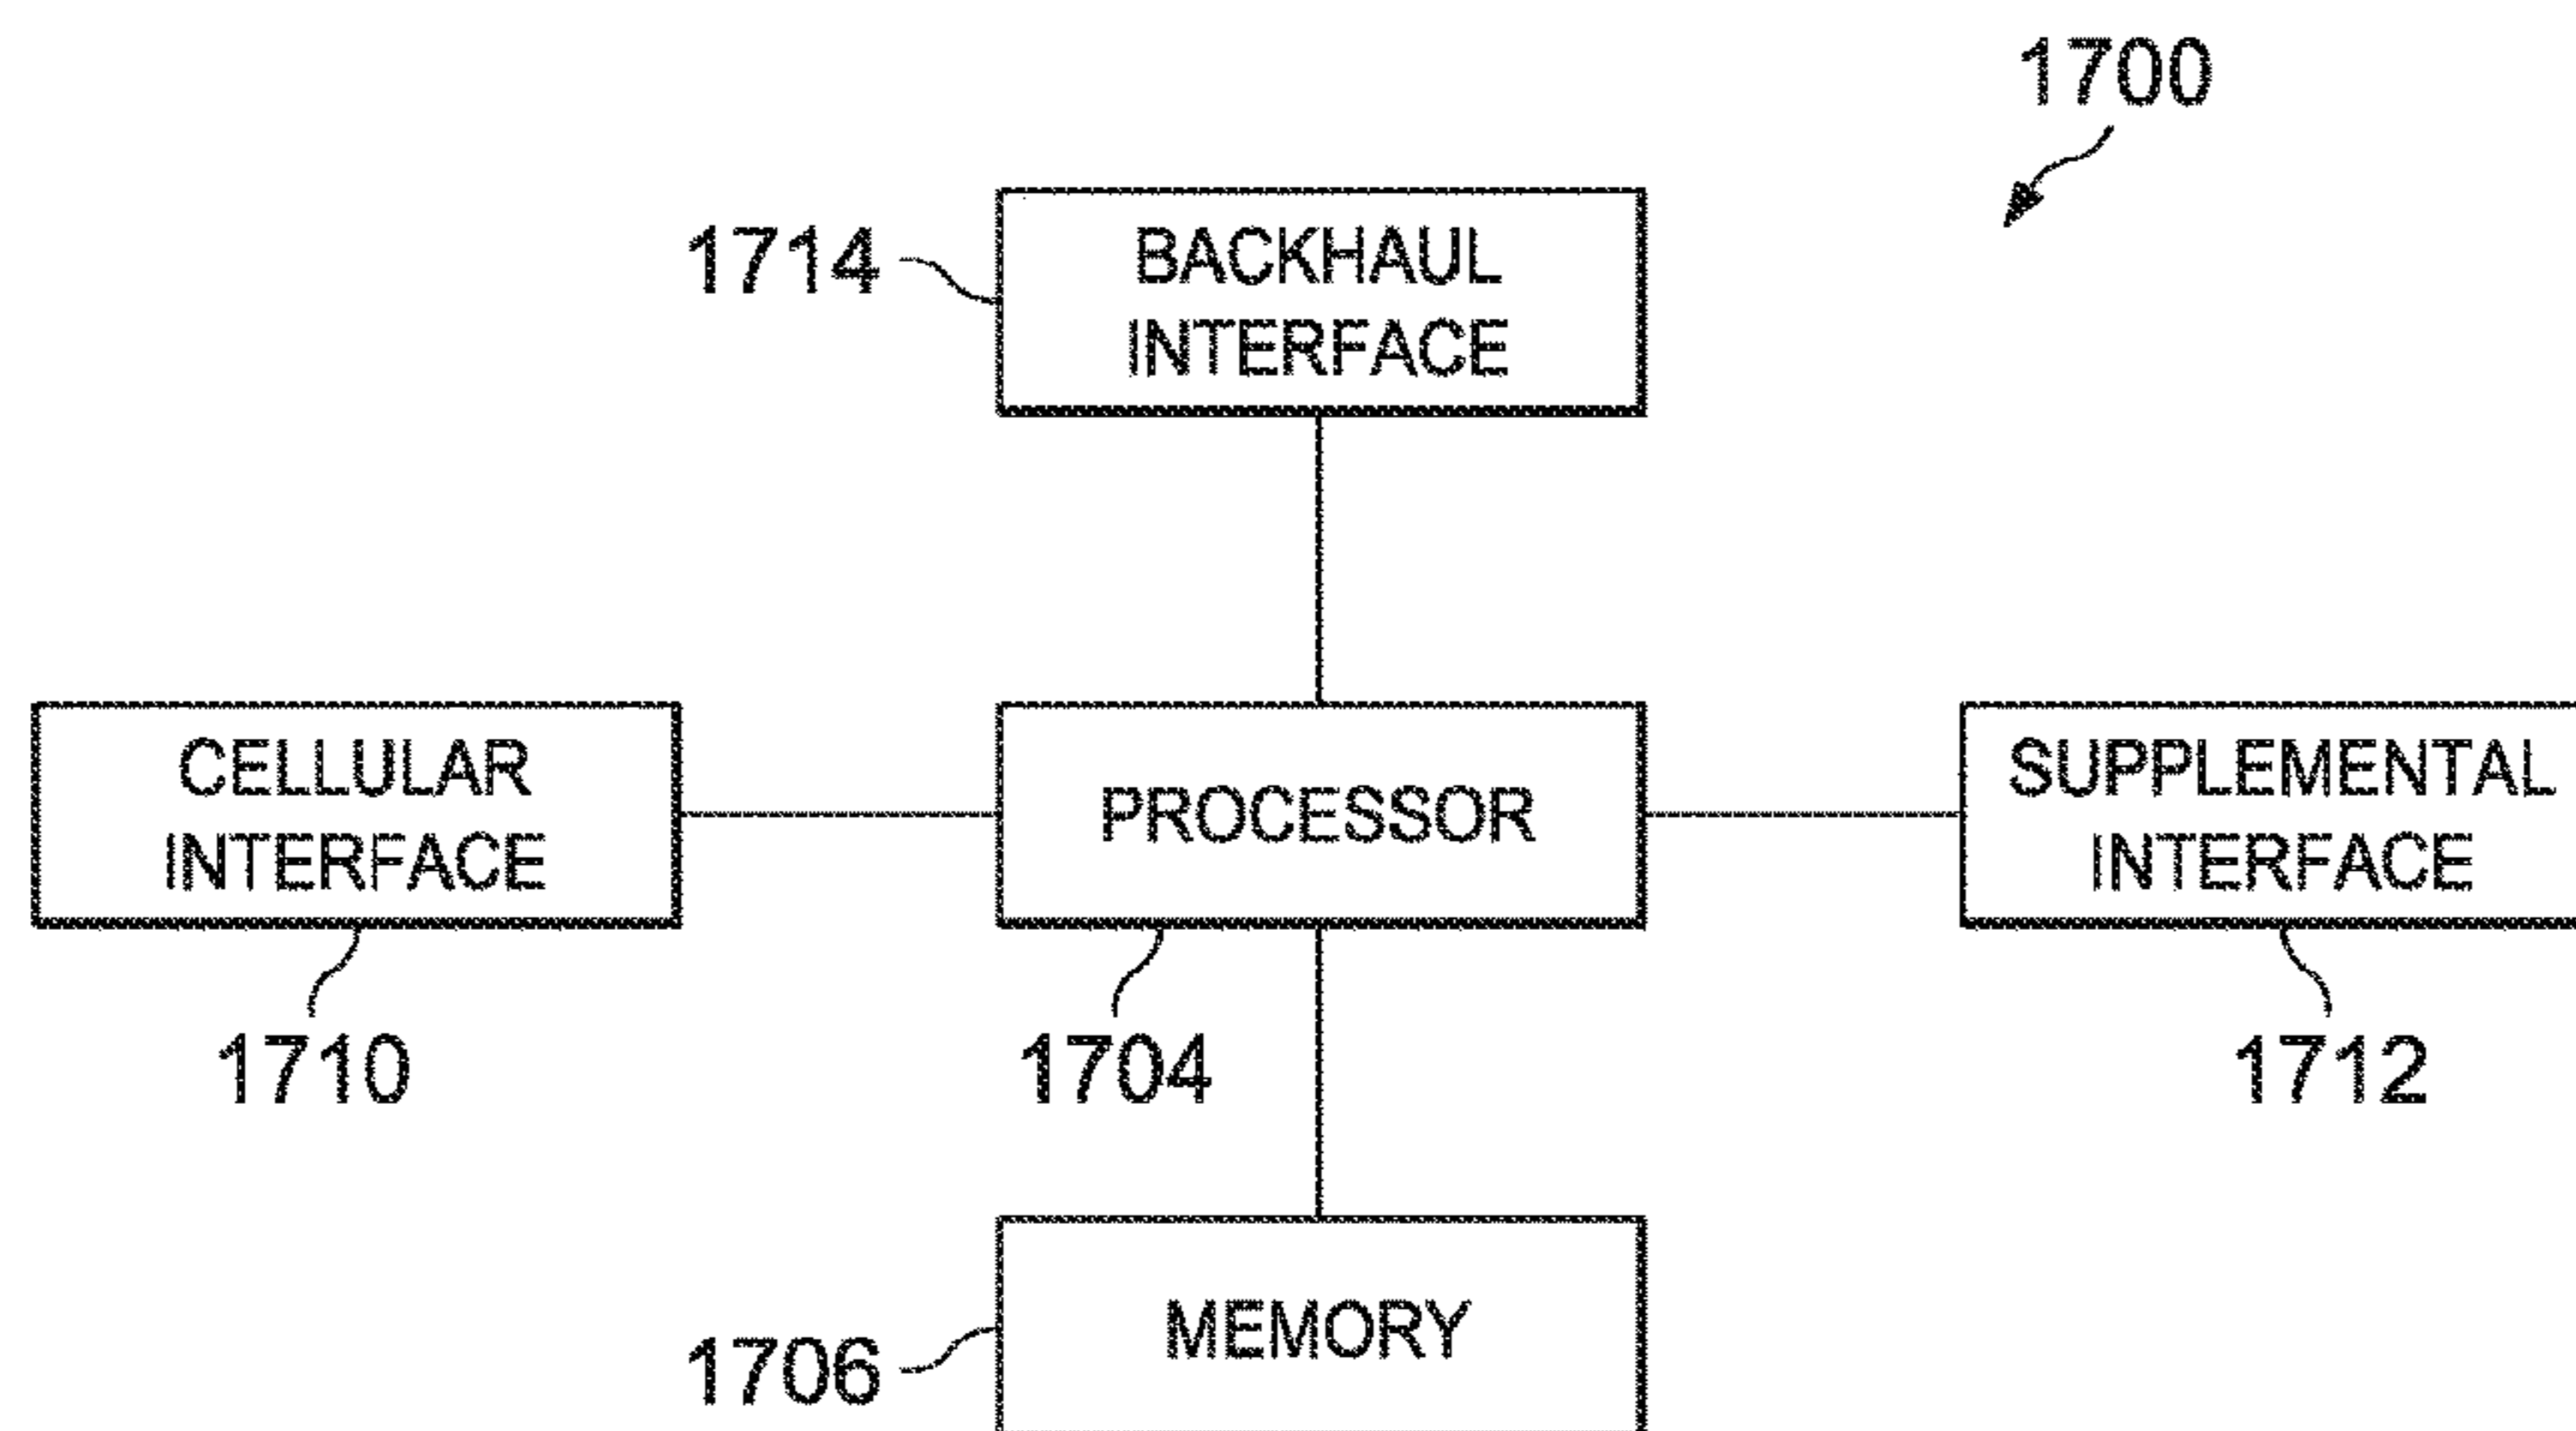 1700
1714
BACKHAUL
INTERFACE
CELLULAR
INTERFACE
PROCESSOR
SUPPLEMENTAL
INTERFACE
1710
1704
1712
1706
MEMORY